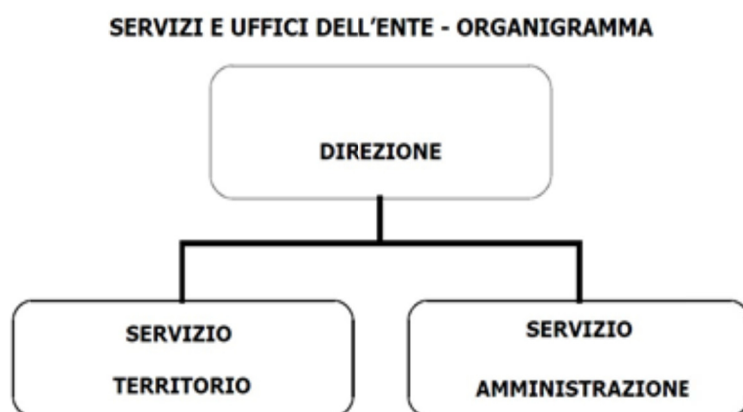 SERVIZI E UFFICI DELL'ENTE - ORGANIGRAMMA
DIREZIONE
SERVIZIO
TERRITORIO
SERVIZIO
AMMINISTRAZIONE